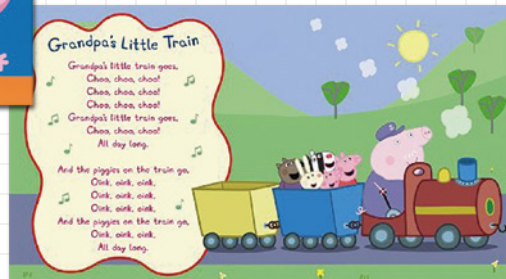 Grandpa's Little Train
Grandpa's little train goes,
Choo, choo, choo!
Choo, choo, choo!
Choo, choo, choo!
Grandpa's little train goes,
Choo, choo, choo!
All day long.
And the piggies on the train go,
Oink, oink, oink,
Oink, oink, oink,
Oink, oink, oink,
And the piggies on the train go,
Oink, oink, oink,
All day long.